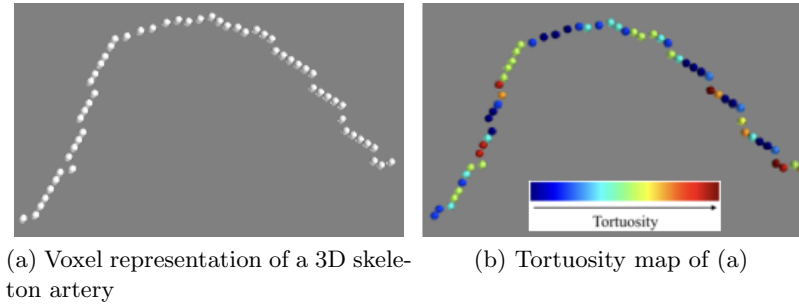 Tortuosity
(a) Voxel representation of a 3D skele-
ton artery
(b) Tortuosity map of (a)